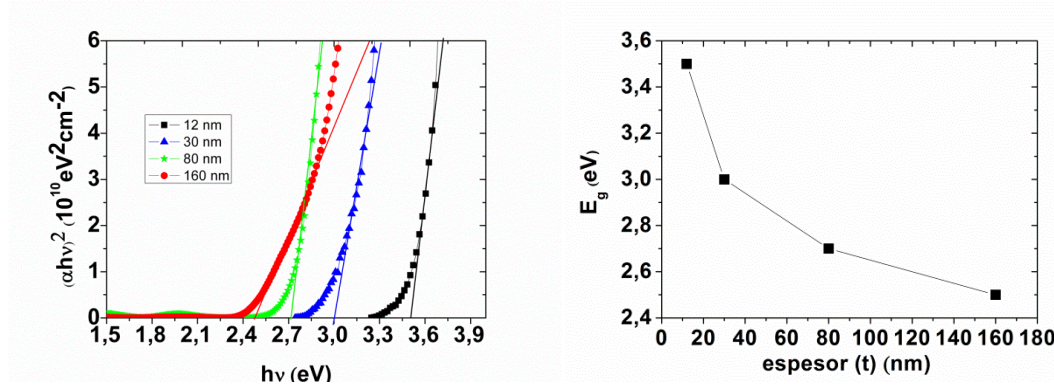 6
5
4
3
2
1
0
(αhν)² (10¹⁰ eV²cm-2)
12 nm
30 nm
80 nm
160 nm
1,5 1,8 2,1 2,4 2,7 3,0 3,3 3,6 3,9
hν (eV)
3,6
3,4
3,2
3,0
2,8
2,6
2,4
E_g (eV)
0 20 40 60 80 100 120 140 160 180
espesor (t) (nm)